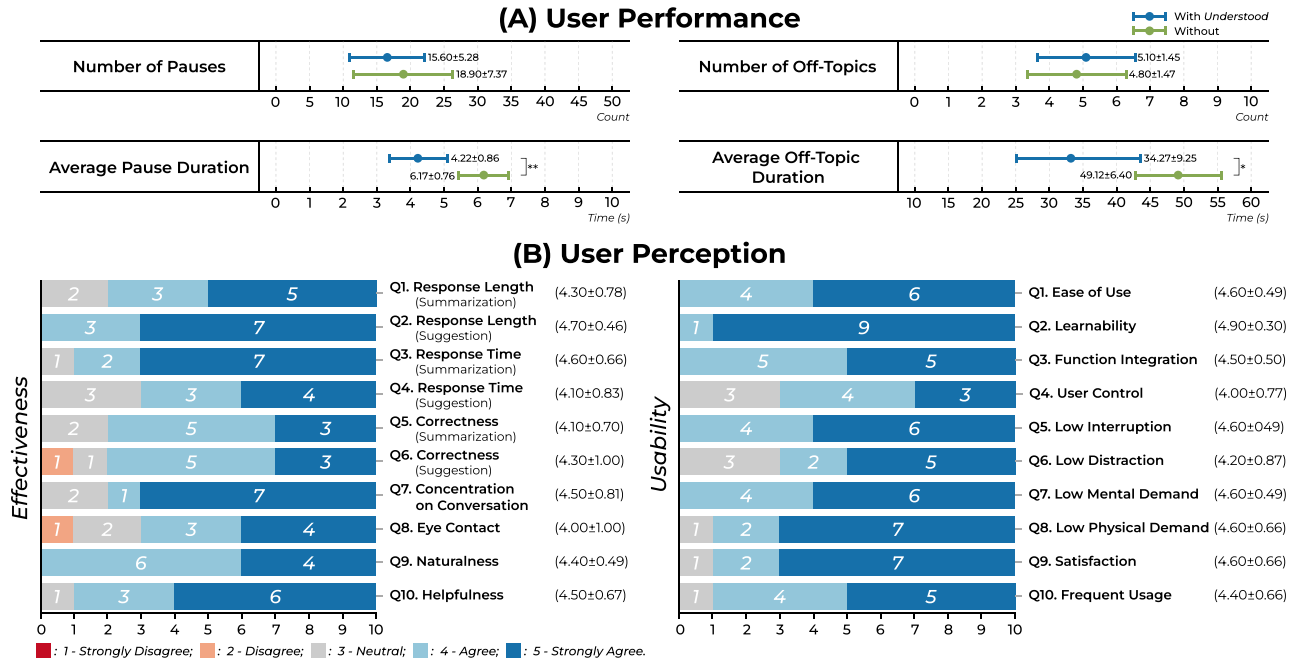 (A) User Performance
With Understood
Without
Number of Pauses
15.60±5.28
18.90±7.37
0 5 10 15 20 25 30 35 40 45 50
Count
Number of Off-Topics
5.10±1.45
4.80±1.47
0 1 2 3 4 5 6 7 8 9 10
Count
Average Pause Duration
4.22±0.86
6.17±0.76
**
0 1 2 3 4 5 6 7 8 9 10
Time (s)
Average Off-Topic
Duration
34.27±9.25
49.12±6.40
*
10 15 20 25 30 35 40 45 50 55 60
Time (s)
(B) User Perception
Effectiveness
2 3 5 Q1. Response Length (4.30±0.78)
(Summarization)
3 7 Q2. Response Length (4.70±0.46)
(Suggestion)
1 2 7 Q3. Response Time (4.60±0.66)
(Summarization)
3 3 4 Q4. Response Time (4.10±0.83)
(Suggestion)
2 5 3 Q5. Correctness (4.10±0.70)
(Summarization)
1 1 5 3 Q6. Correctness (4.30±1.00)
(Suggestion)
2 1 7 Q7. Concentration (4.50±0.81)
on Conversation
1 2 3 4 Q8. Eye Contact (4.00±1.00)
6 4 Q9. Naturalness (4.40±0.49)
1 3 6 Q10. Helpfulness (4.50±0.67)
0 1 2 3 4 5 6 7 8 9 10
Usability
4 6 Q1. Ease of Use (4.60±0.49)
1 9 Q2. Learnability (4.90±0.30)
5 5 Q3. Function Integration (4.50±0.50)
3 4 3 Q4. User Control (4.00±0.77)
4 6 Q5. Low Interruption (4.60±049)
3 2 5 Q6. Low Distraction (4.20±0.87)
4 6 Q7. Low Mental Demand (4.60±0.49)
1 2 7 Q8. Low Physical Demand (4.60±0.66)
1 2 7 Q9. Satisfaction (4.60±0.66)
1 4 5 Q10. Frequent Usage (4.40±0.66)
0 1 2 3 4 5 6 7 8 9 10
: 1 - Strongly Disagree; : 2 - Disagree; : 3 - Neutral; : 4 - Agree; : 5 - Strongly Agree.